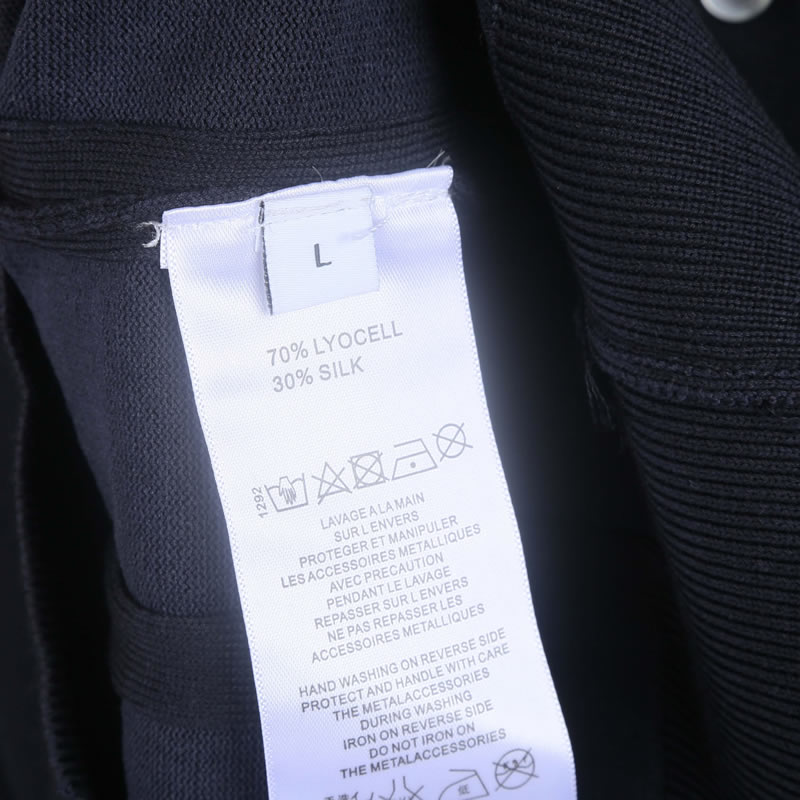 L
70% LYOCELL
30% SILK
1292
LAVAGE A LA MAIN
SUR L ENVERS
PROTEGER ET MANIPULER
LES ACCESSOIRES METALLIQUES
AVEC PRECAUTION
PENDANT LE LAVAGE
REPASSER SUR L ENVERS
NE PAS REPASSER LES
ACCESSOIRES METALLIQUES
HAND WASHING ON REVERSE SIDE
PROTECT AND HANDLE WITH CARE
THE METALACCESSORIES
DURING WASHING
IRON ON REVERSE SIDE
DO NOT IRON ON
THE METALACCESSORIES
低